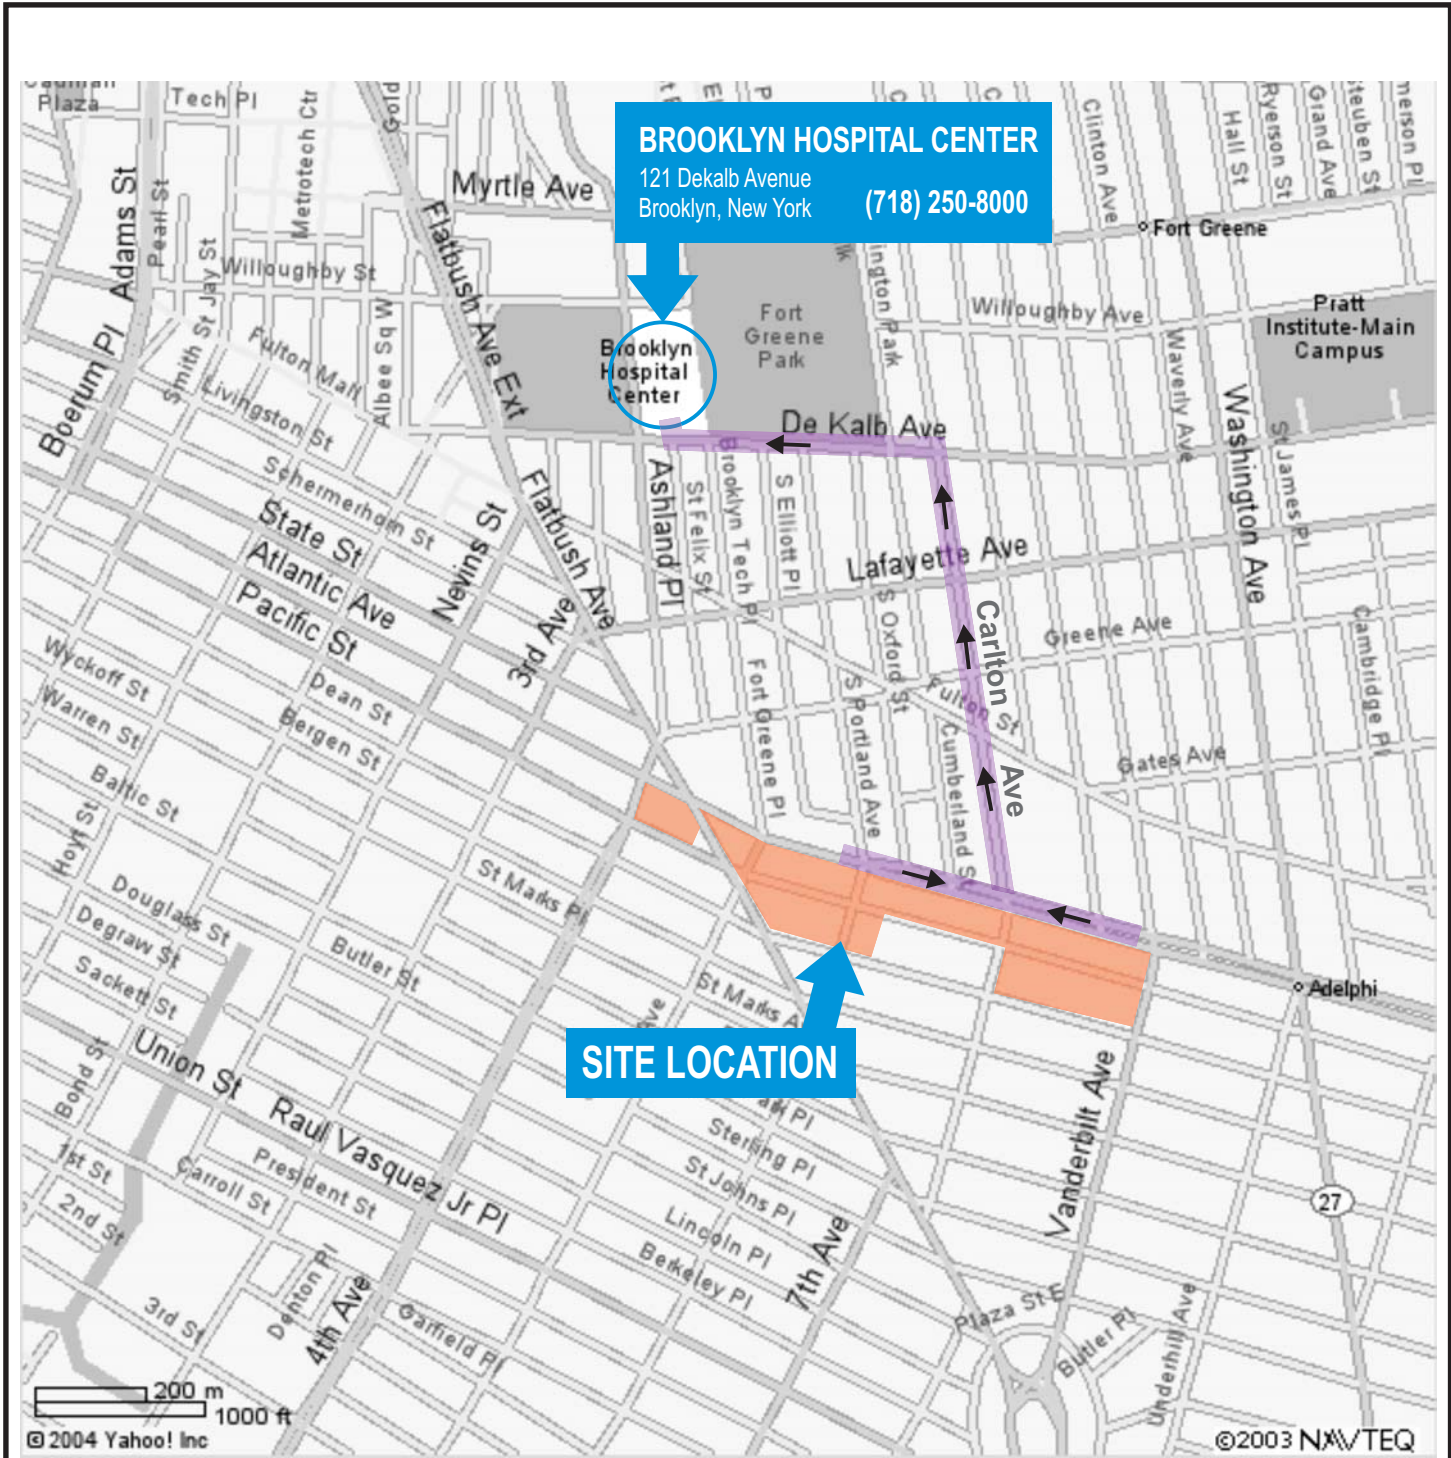 Plaza
Tech Pl
Metrotech Ctr
Gold
Clinton Ave
Hall St
Ryerson St
Grand Ave
BROOKLYN HOSPITAL CENTER
121 Dekalb Avenue
Brooklyn, New York
(718) 250-8000
Adams St
Pearl St
Myrtle Ave
Fort Greene
Jay St
Willoughby St
Flatbush Ave Ext
Fort
Greene
Park
Willoughby Ave
Pratt
Institute-Main
Campus
Boerum Pl
Smith St
Fulton Mall
Albee Sq W
Brooklyn
Hospital
Center
Waverly Ave
Washington Ave
Livingston St
De Kalb Ave
St James Pl
Schermerhorn St
State St
Nevins St
Flatbush Ave
Ashland Pl
St Felix St
Brooklyn Tech Pl
S Elliott Pl
Lafayette Ave
Atlantic Ave
Pacific St
3rd Ave
S Oxford St
Carlton Ave
Greene Ave
Cambridge Pl
Wyckoff St
Dean St
Fort Greene Pl
S Portland Ave
Fulton St
Warren St
Bergen St
Cumberland S
Gates Ave
Baltic St
Hoyt St
St Marks Pl
Douglass St
Degraw St
Butler St
Sackett St
St Marks A
Ave
Adelphi
SITE LOCATION
Union St
Bond St
Raul Vasquez Jr Pl
Vanderbilt Ave
Sterling Pl
1st St
Carroll St
President St
St Johns Pl
2nd St
Lincoln Pl
27
Berkeley Pl
7th Ave
Denton Pl
4th Ave
3rd St
Garfield Pl
Plaza St E
Butler Pl
Underhill Ave
200 m
1000 ft
© 2004 Yahoo! Inc
©2003 NAVTEQ